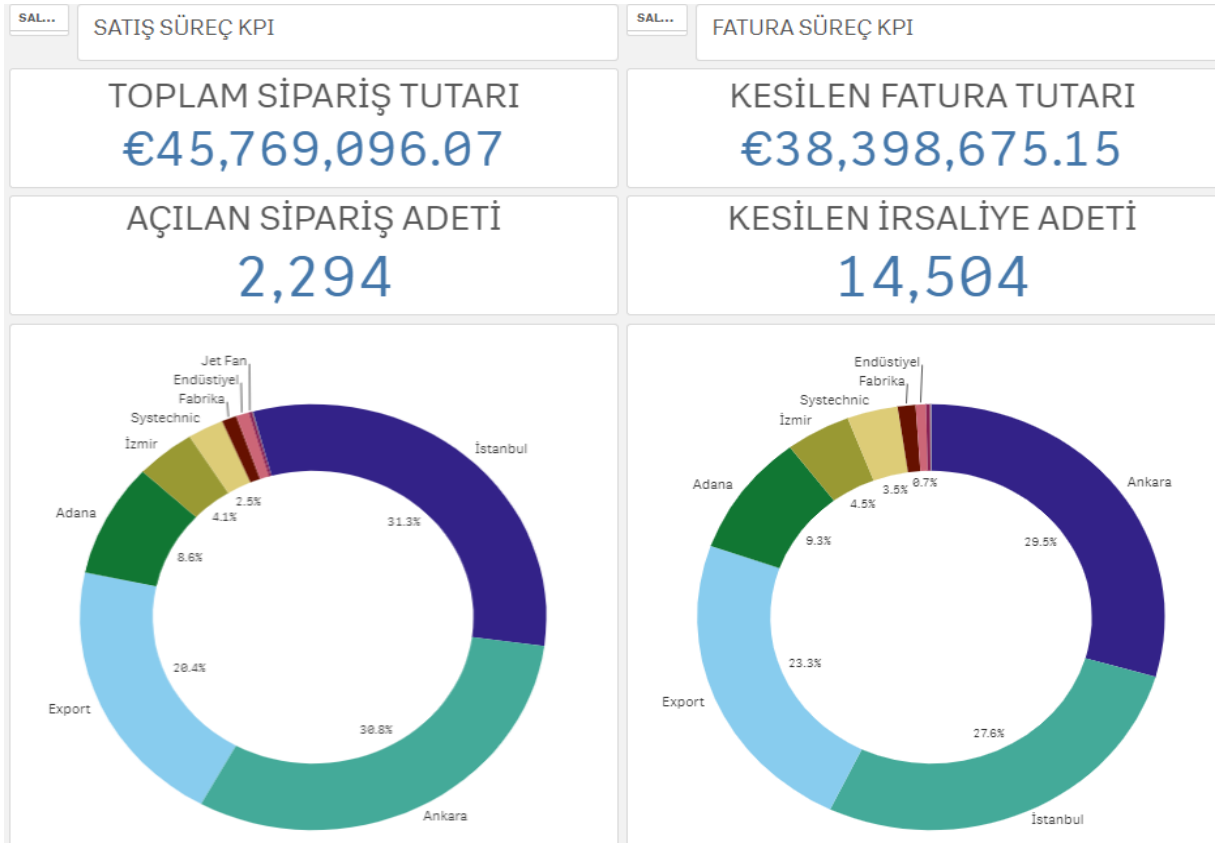 SAL...
SATIŞ SÜREÇ KPI
TOPLAM SİPARİŞ TUTARI
€45,769,096.07
AÇILAN SİPARİŞ ADETİ
2,294
Jet Fan
Endüstiyel
Fabrika
Systechnic
İzmir
Adana
Export
İstanbul
Ankara
2.5%
4.1%
8.6%
20.4%
31.3%
30.8%
SAL...
FATURA SÜREÇ KPI
KESİLEN FATURA TUTARI
€38,398,675.15
KESİLEN İRSALİYE ADETİ
14,504
Endüstiyel
Fabrika
Systechnic
İzmir
Adana
Export
Ankara
İstanbul
0.7%
3.5%
4.5%
9.3%
23.3%
29.5%
27.6%